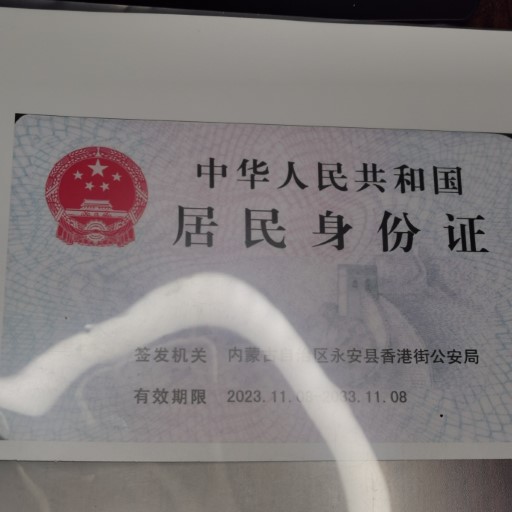 中华人民共和国
居民身份证
签发机关 内蒙古自治区永安县香港街公安局
有效期限 2023.11.08-2033.11.08